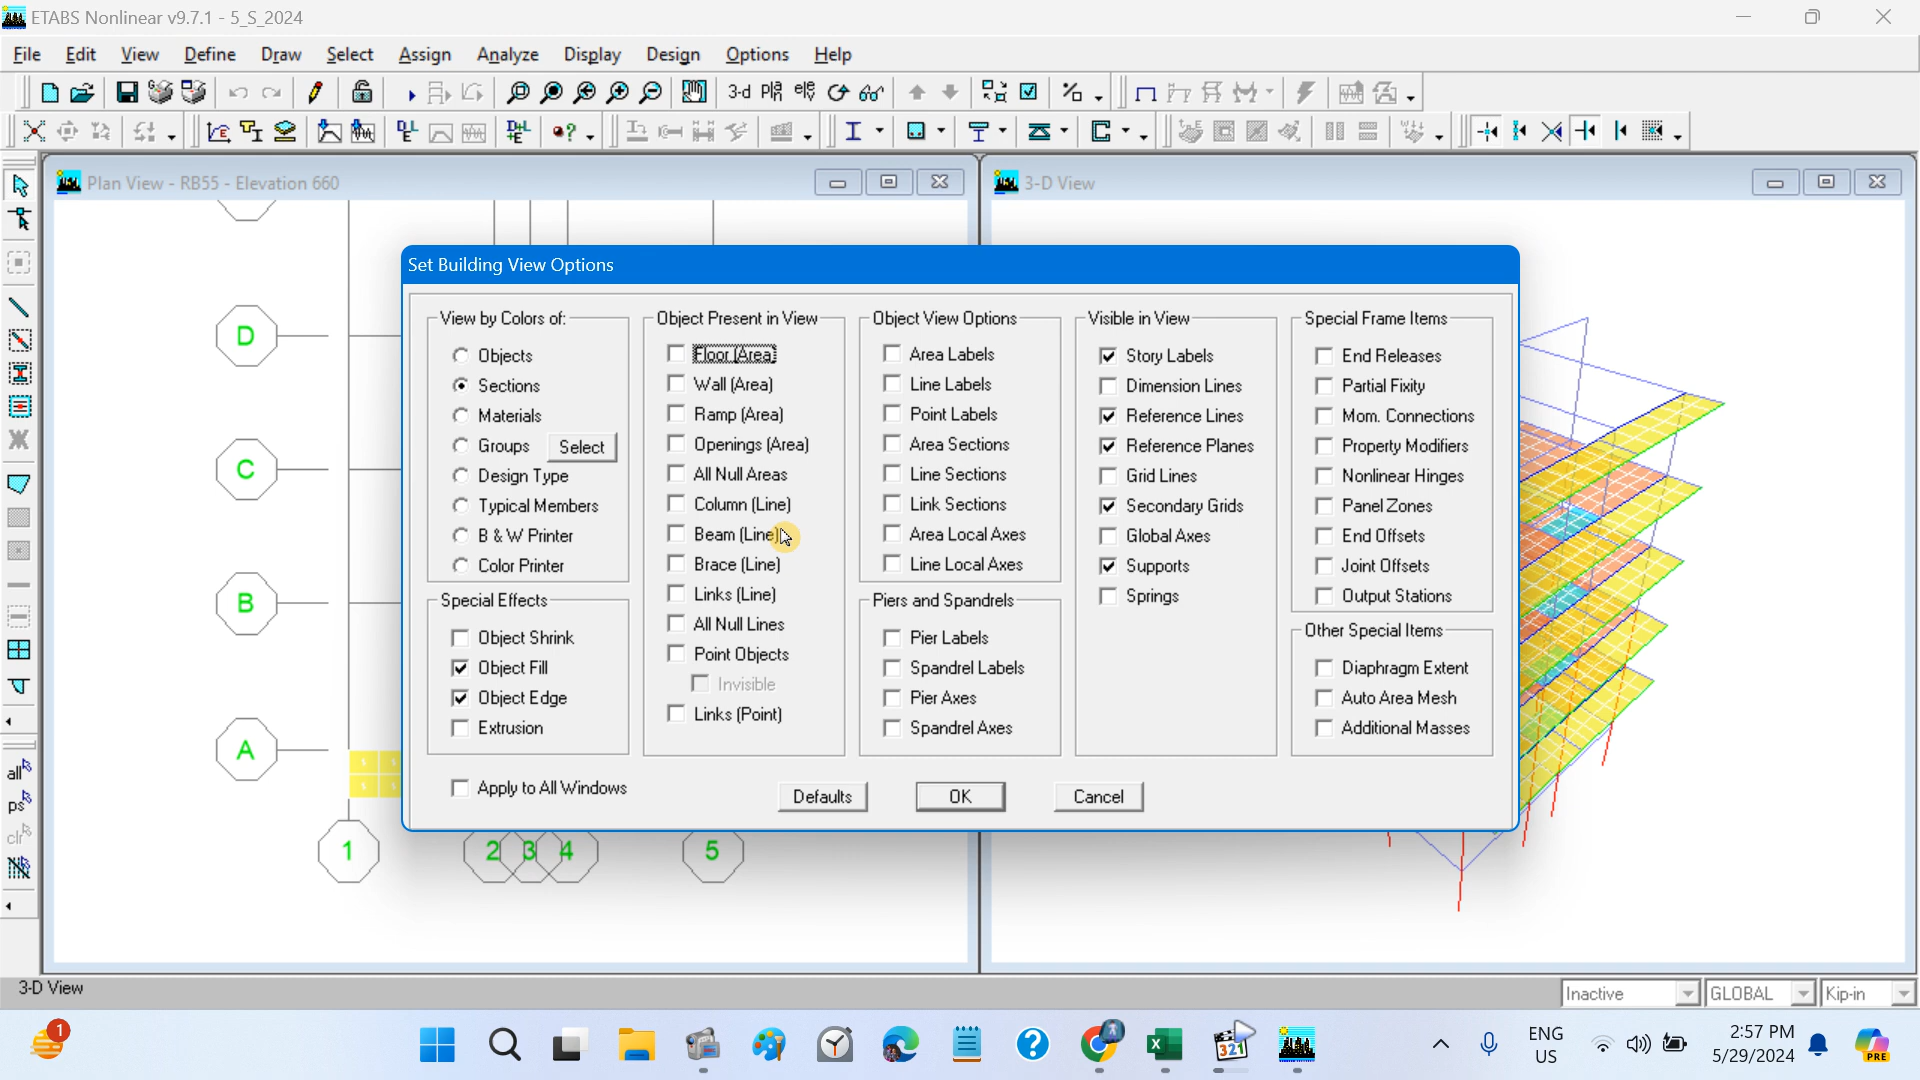 ETABS Nonlinear v9.7.1 - 5_S_2024
File Edit View Define Draw Select Assign Analyze Display Design Options Help
3-d
Plan View - RB55 - Elevation 660
3-D View
Set Building View Options
View by Colors of:
Objects
Sections
Materials
Groups Select
Design Type
Typical Members
B & W Printer
Color Printer
Special Effects
Object Shrink
Object Fill
Object Edge
Extrusion
Apply to All Windows
Object Present in View
Floor (Area)
Wall (Area)
Ramp (Area)
Openings (Area)
All Null Areas
Column (Line)
Beam (Line)
Brace (Line)
Links (Line)
All Null Lines
Point Objects
Invisible
Links (Point)
Object View Options
Area Labels
Line Labels
Point Labels
Area Sections
Line Sections
Link Sections
Area Local Axes
Line Local Axes
Piers and Spandrels
Pier Labels
Spandrel Labels
Pier Axes
Spandrel Axes
Visible in View
Story Labels
Dimension Lines
Reference Lines
Reference Planes
Grid Lines
Secondary Grids
Global Axes
Supports
Springs
Special Frame Items
End Releases
Partial Fixity
Mom. Connections
Property Modifiers
Nonlinear Hinges
Panel Zones
End Offsets
Joint Offsets
Output Stations
Other Special Items
Diaphragm Extent
Auto Area Mesh
Additional Masses
Defaults OK Cancel
D
C
B
A
1 2 3 4 5
all
ps
clr
3-D View
Inactive GLOBAL Kip-in
1
321
ENG
US
2:57 PM
5/29/2024
PRE